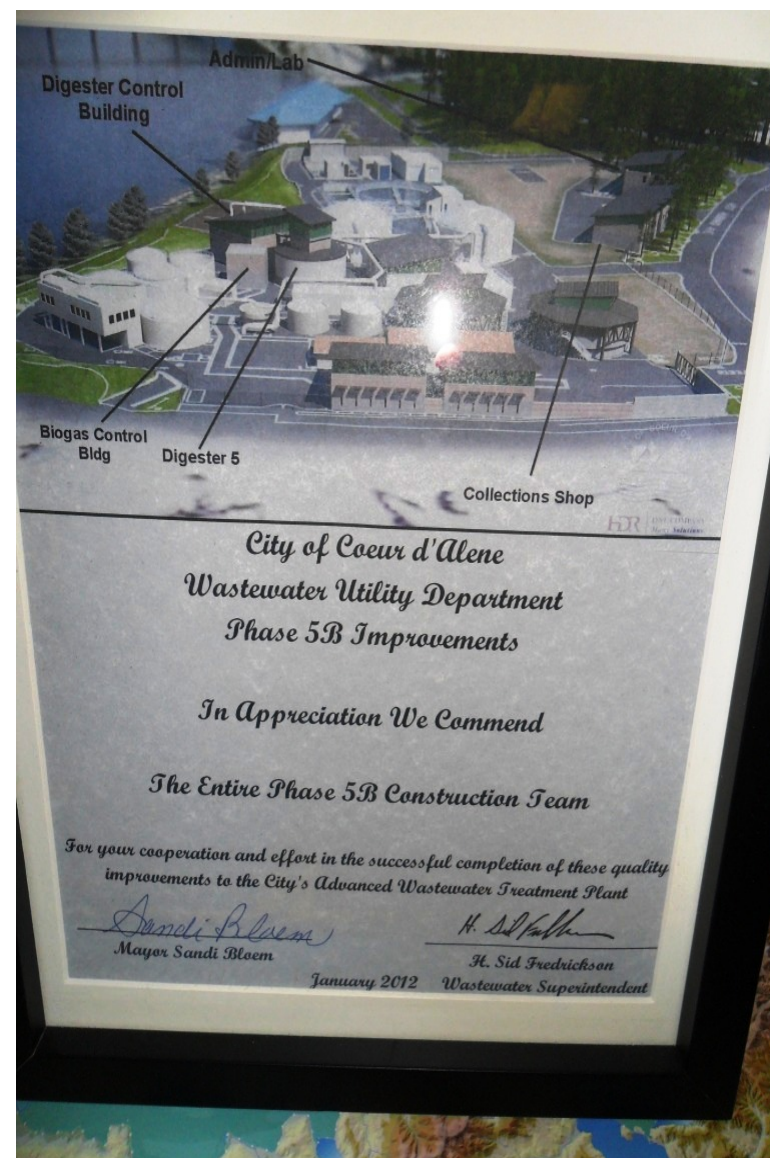 Admin/Lab
Digester Control
Building
Biogas Control
Bldg
Digester 5
Collections Shop
HDR
City of Coeur d'Alene
Wastewater Utility Department
Phase 5B Improvements
In Appreciation We Commend
The Entire Phase 5B Construction Team
For your cooperation and effort in the successful completion of these quality
improvements to the City's Advanced Wastewater Treatment Plant
Sandi Bloem
Mayor Sandi Bloem
H. Sid Fredrickson
January 2012 Wastewater Superintendent